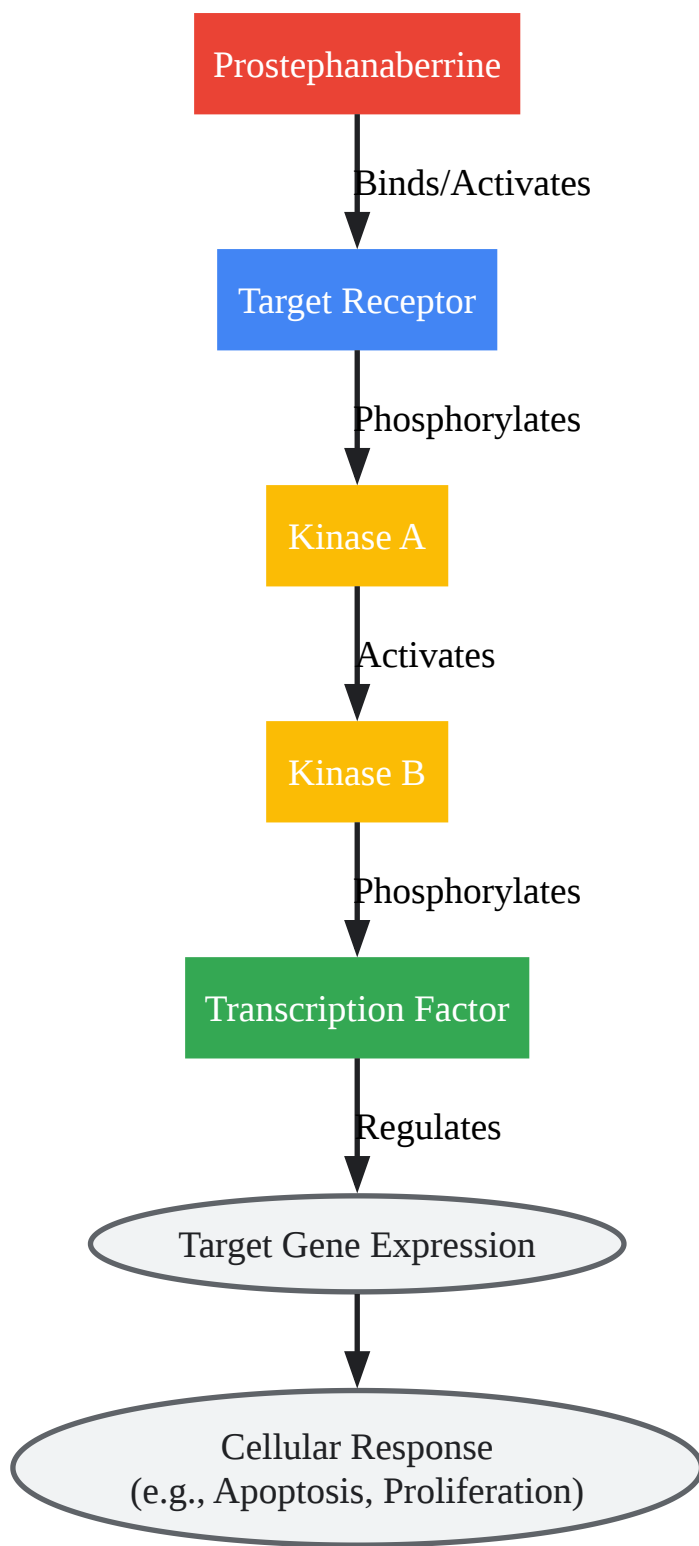 Prostephanaberrine
Binds/Activates
Target Receptor
Phosphorylates
Kinase A
Activates
Kinase B
Phosphorylates
Transcription Factor
Regulates
Target Gene Expression
Cellular Response
(e.g., Apoptosis, Proliferation)